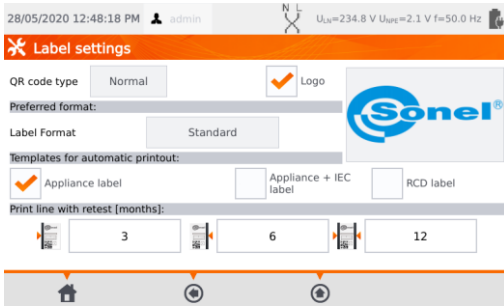 28/05/2020 12:48:18 PM admin N L U_LN=234.8 V U_NPE=2.1 V f=50.0 Hz
Label settings
QR code type Normal Logo
Sonel®
Preferred format:
Label Format Standard
Templates for automatic printout:
Appliance label Appliance + IEC label RCD label
Print line with retest [months]:
3 6 12